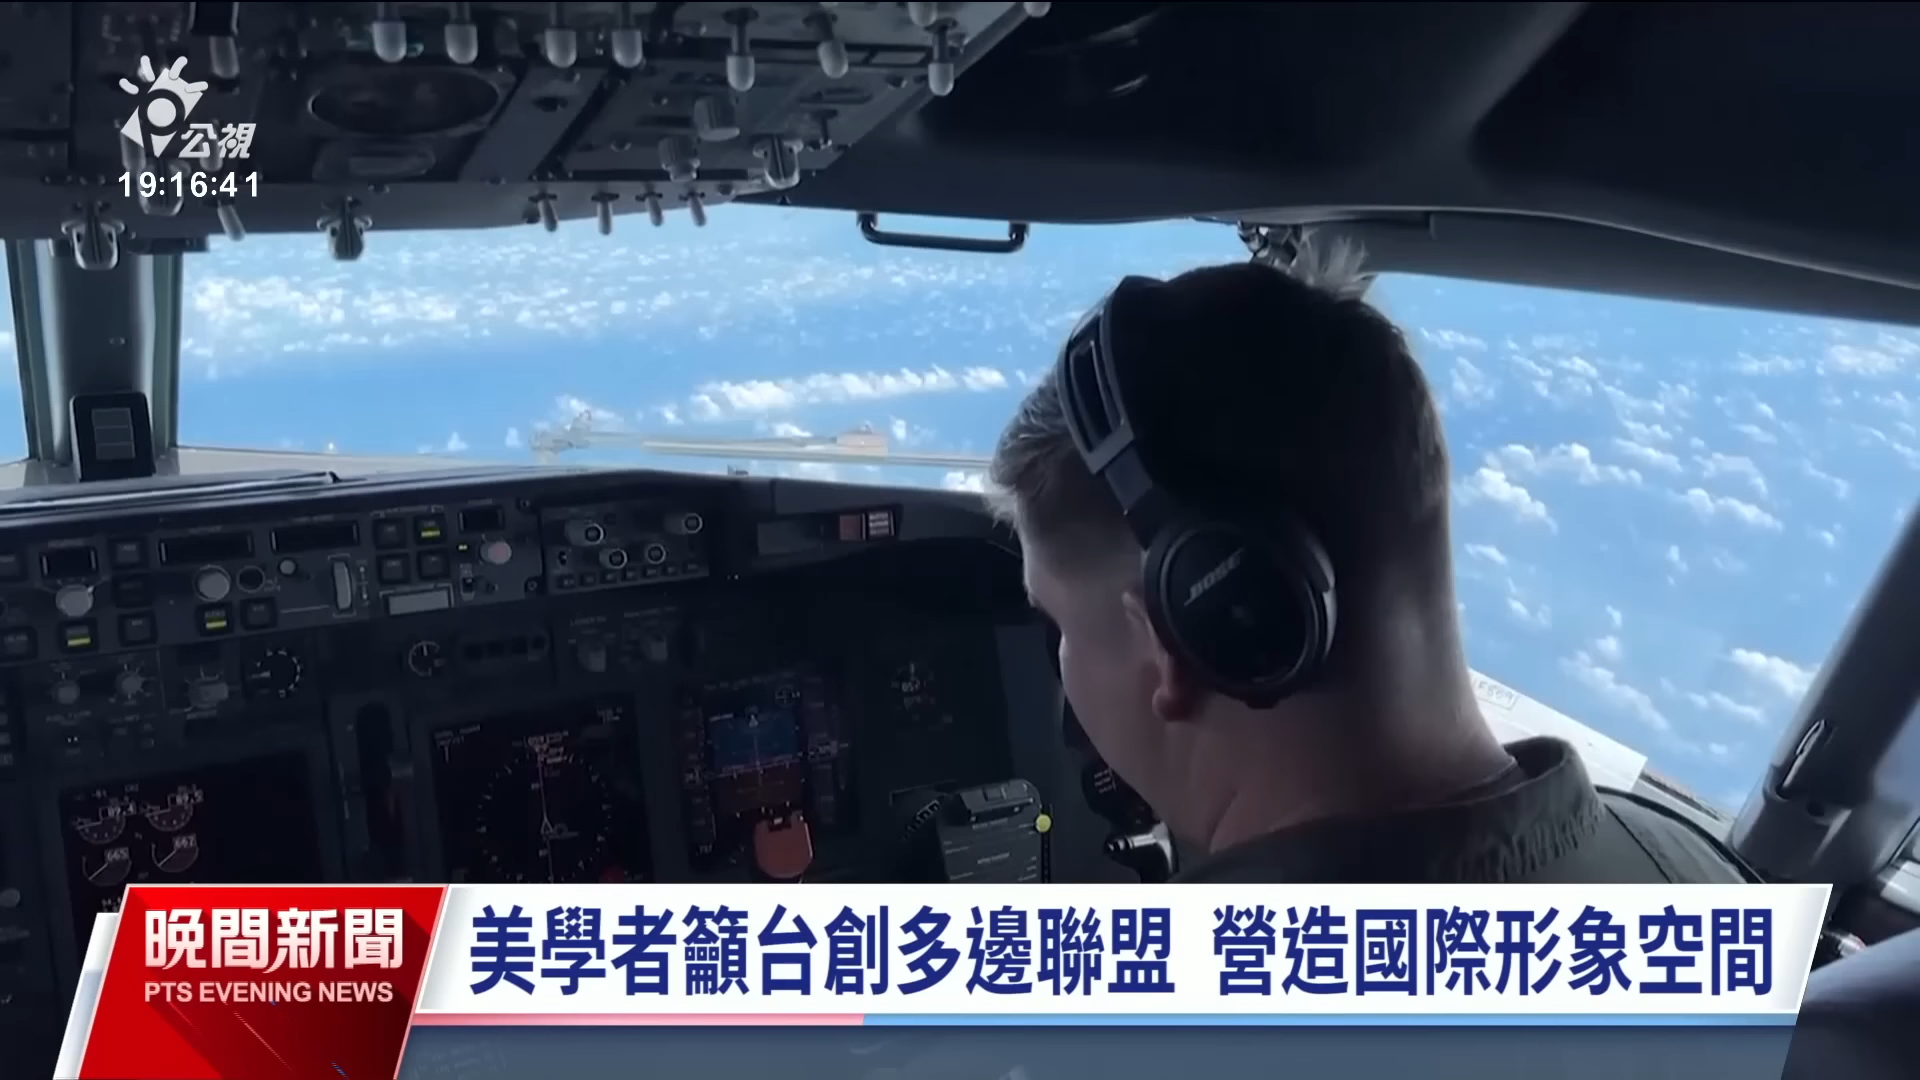 公視
19:16:41
BOSE
晚間新聞
PTS EVENING NEWS
美學者籲台創多邊聯盟 營造國際形象空間